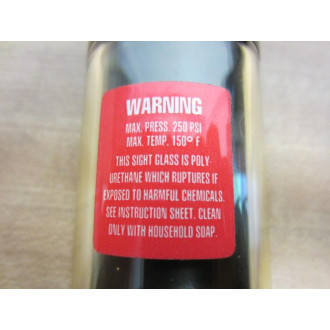 WARNING
MAX. PRESS. 250 PSI
MAX. TEMP. 150° F
THIS SIGHT GLASS IS POLY-
URETHANE WHICH RUPTURES IF
EXPOSED TO HARMFUL CHEMICALS.
SEE INSTRUCTION SHEET. CLEAN
ONLY WITH HOUSEHOLD SOAP.